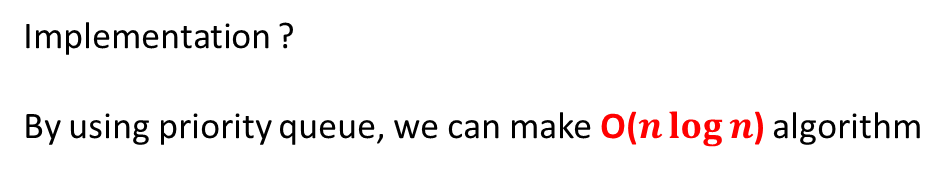 Implementation ?
By using priority queue, we can make O(n log n) algorithm